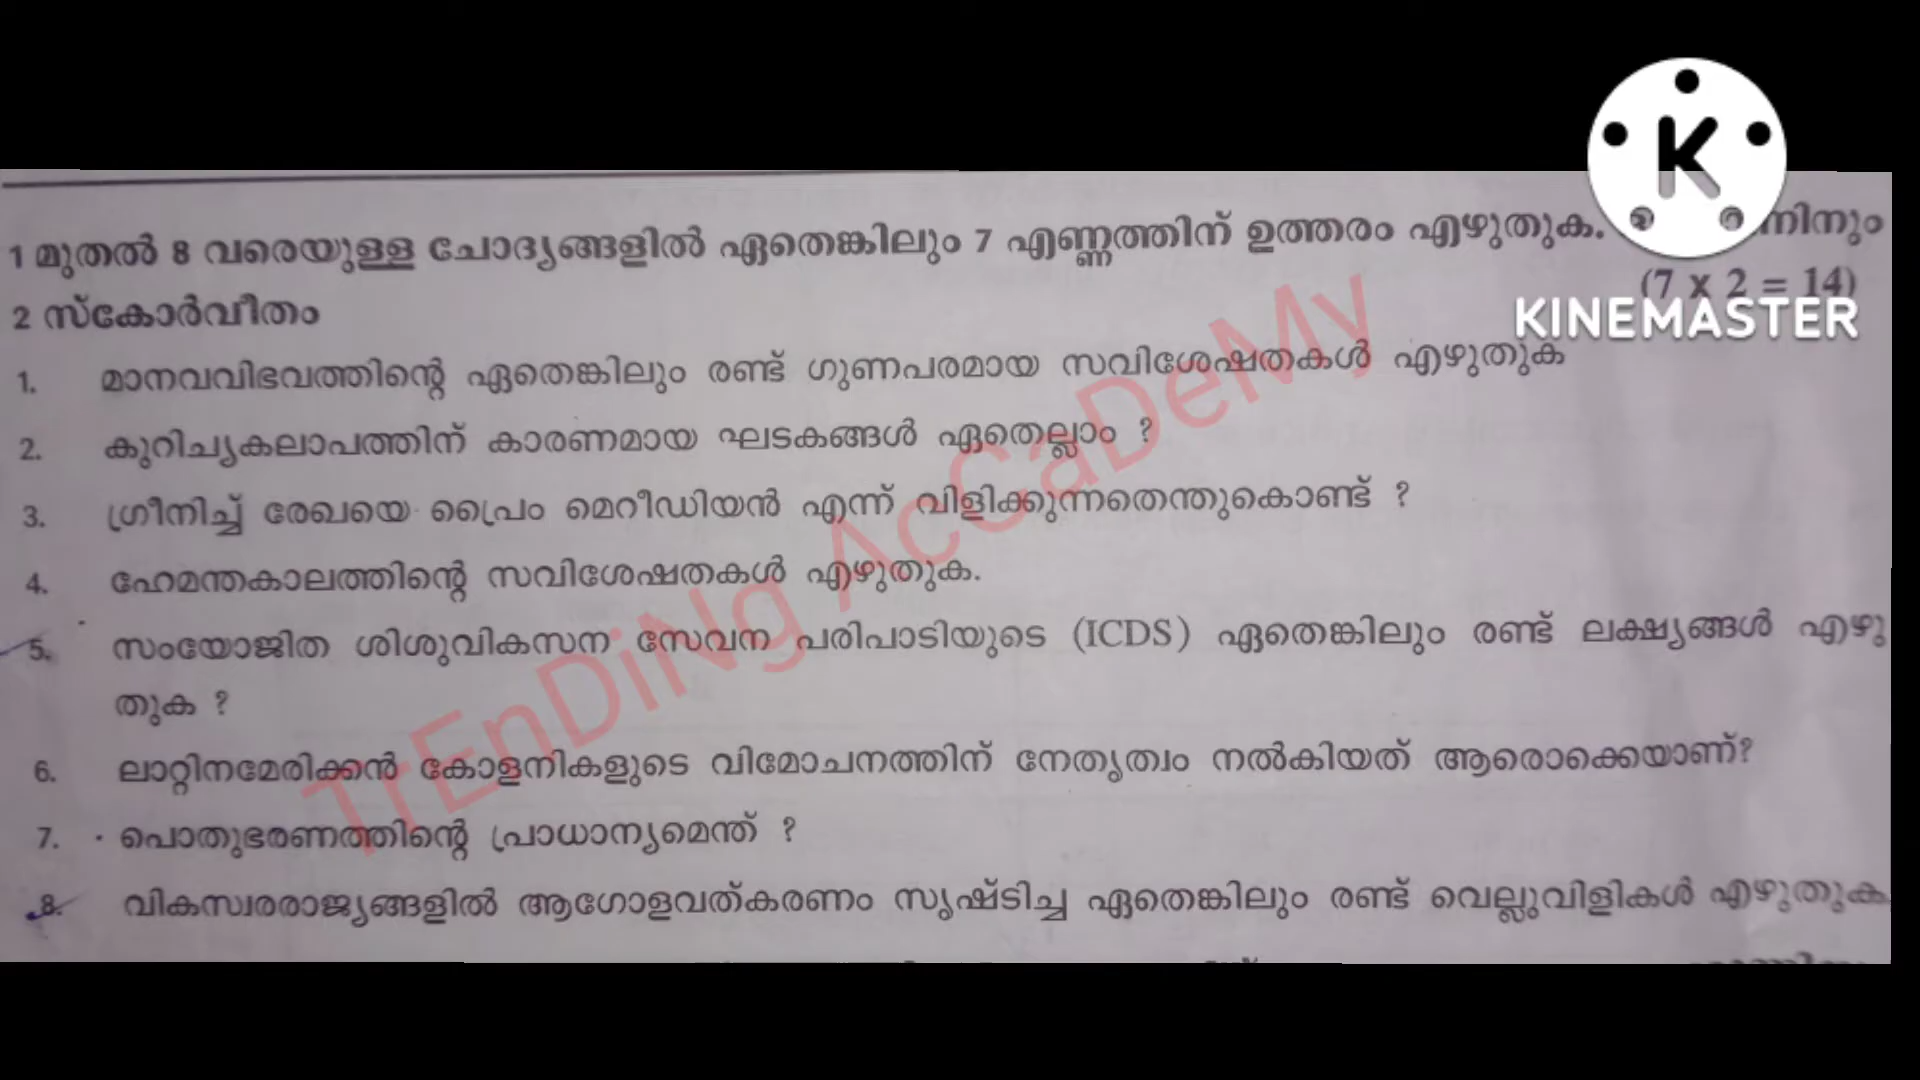 1 മുതൽ 8 വരെയുള്ള ചോദ്യങ്ങളിൽ ഏതെങ്കിലും 7 എണ്ണത്തിന് ഉത്തരം എഴുതുക.
(7 x 2 = 14)
2 സ്കോർവീതം
KINEMASTER
1. മാനവവിഭവത്തിന്റെ ഏതെങ്കിലും രണ്ട് ഗുണപരമായ സവിശേഷതകൾ എഴുതുക
2. കുറിച്യകലാപത്തിന് കാരണമായ ഘടകങ്ങൾ ഏതെല്ലാം ?
3. ഗ്രീനിച്ച് രേഖയെ പ്രൈം മെറീഡിയൻ എന്ന് വിളിക്കുന്നതെന്തുകൊണ്ട് ?
4. ഹേമന്തകാലത്തിന്റെ സവിശേഷതകൾ എഴുതുക.
5. സംയോജിത ശിശുവികസന സേവന പരിപാടിയുടെ (ICDS) ഏതെങ്കിലും രണ്ട് ലക്ഷ്യങ്ങൾ എഴു
തുക ?
6. ലാറ്റിനമേരിക്കൻ കോളനികളുടെ വിമോചനത്തിന് നേതൃത്വം നൽകിയത് ആരൊക്കെയാണ്?
7. പൊതുഭരണത്തിന്റെ പ്രാധാന്യമെന്ത് ?
8. വികസ്വരരാജ്യങ്ങളിൽ ആഗോളവത്കരണം സൃഷ്ടിച്ച ഏതെങ്കിലും രണ്ട് വെല്ലുവിളികൾ എഴുതുക
TrEnDiNg AcCaDeMy